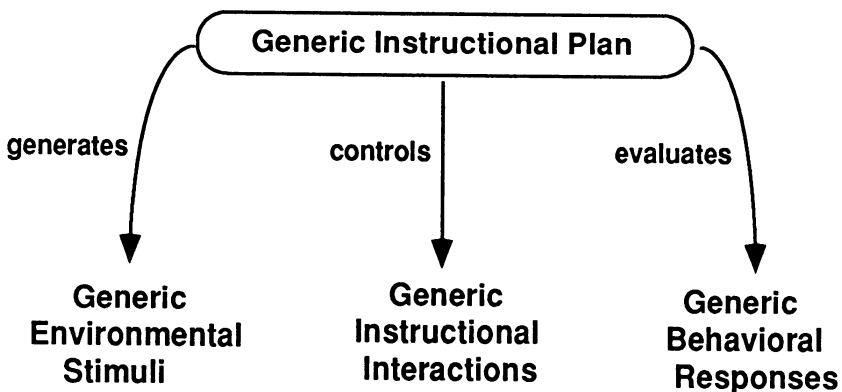 Generic Instructional Plan
generates
controls
evaluates
Generic
Environmental
Stimuli
Generic
Instructional
Interactions
Generic
Behavioral
Responses